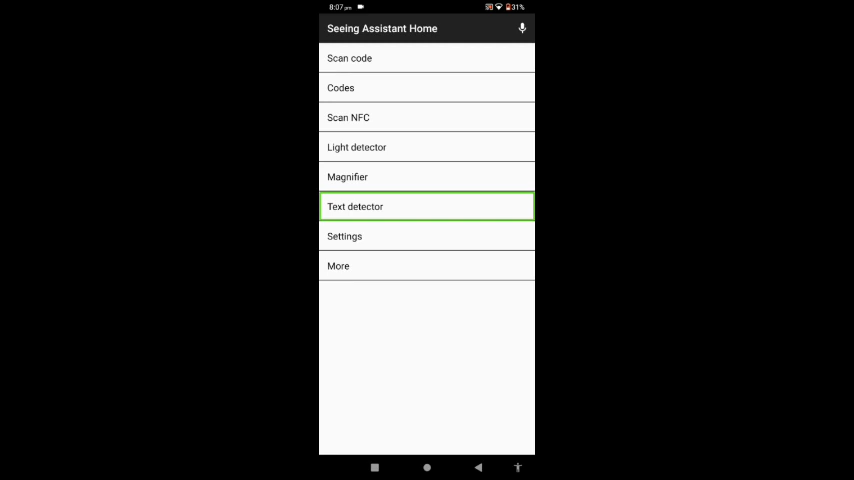 8:07 pm 31%
Seeing Assistant Home
Scan code
Codes
Scan NFC
Light detector
Magnifier
Text detector
Settings
More